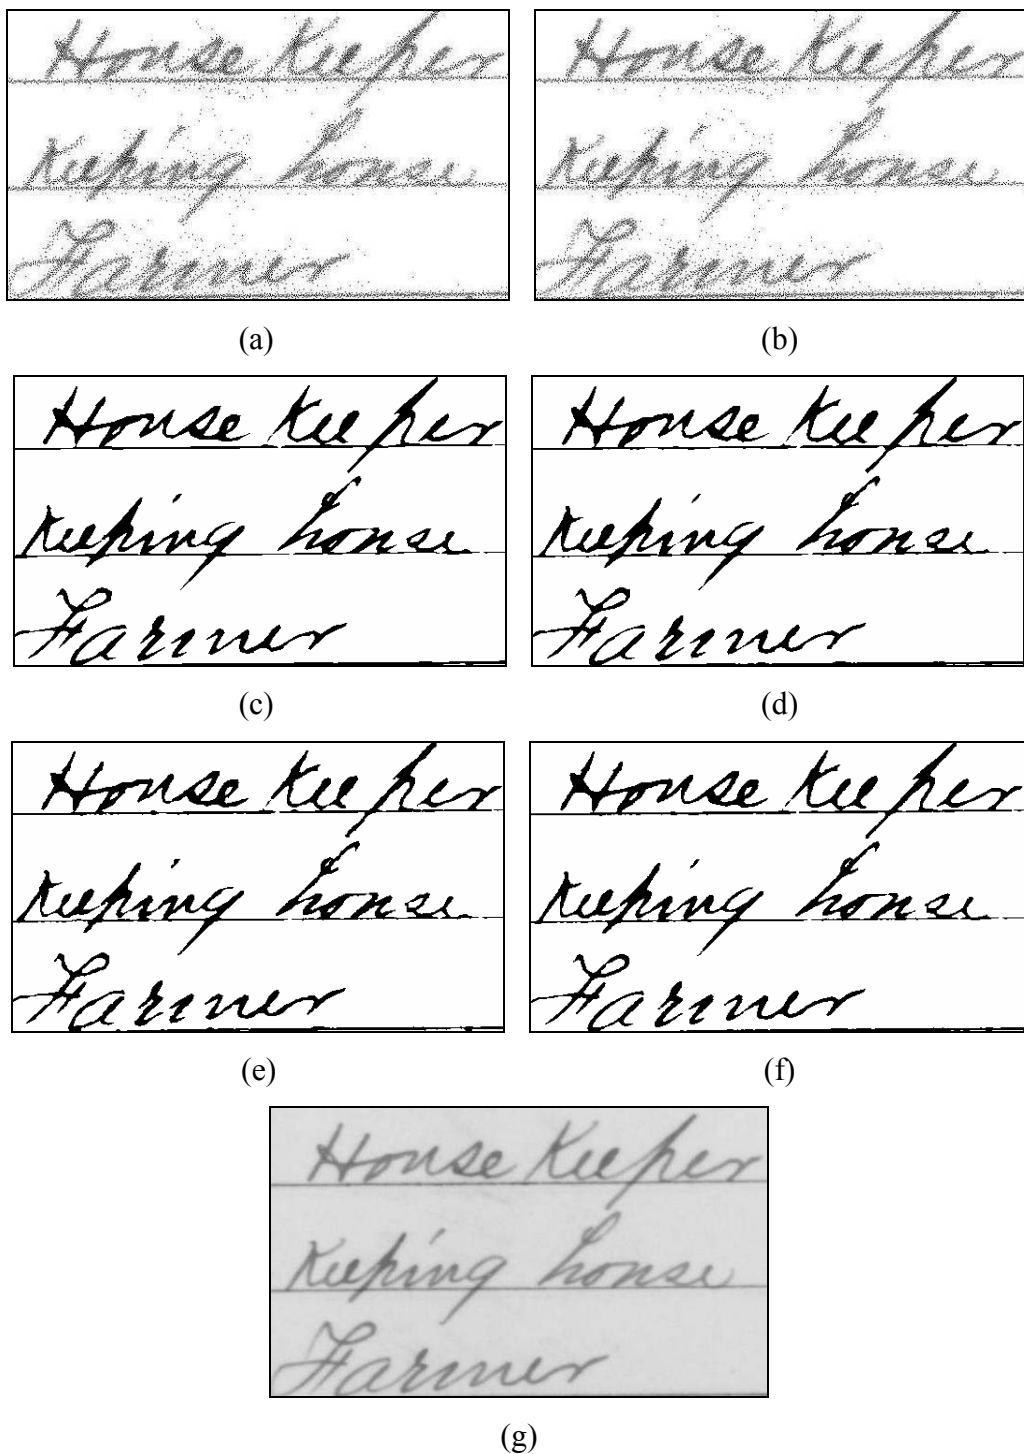 House Keeper House Keeper
Keeping house Keeping house
Farmer Farmer
(a) (b)
House Keeper House Keeper
Keeping house Keeping house
Farmer Farmer
(c) (d)
House Keeper House Keeper
Keeping house Keeping house
Farmer Farmer
(e) (f)
House Keeper
Keeping house
Farmer
(g)